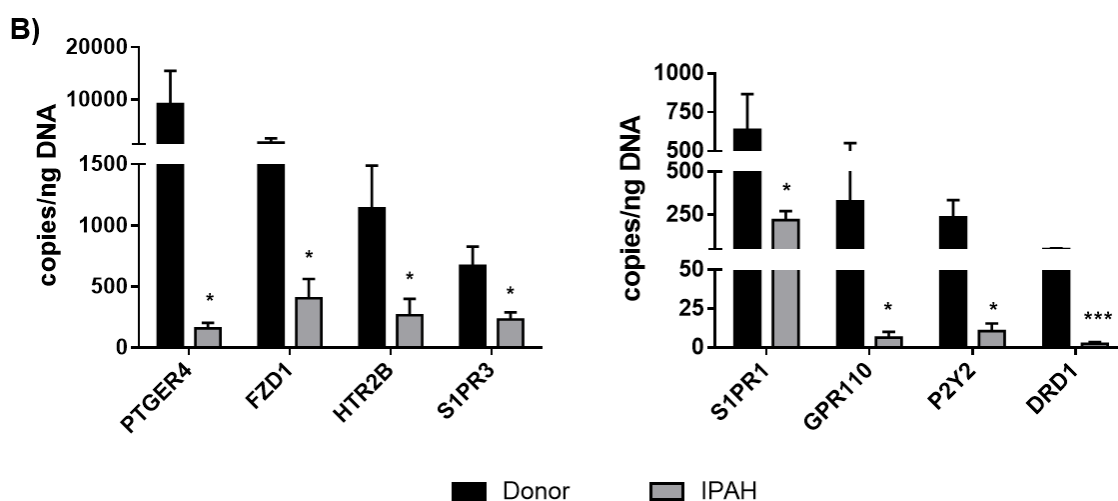 B)
copies/ng DNA
20000
10000
1500
1000
500
0
*
*
*
*
PTGER4
FZD1
HTR2B
S1PR3
copies/ng DNA
1000
750
500
500
250
50
25
0
*
*
*
***
S1PR1
GPR110
P2Y2
DRD1
Donor
IPAH